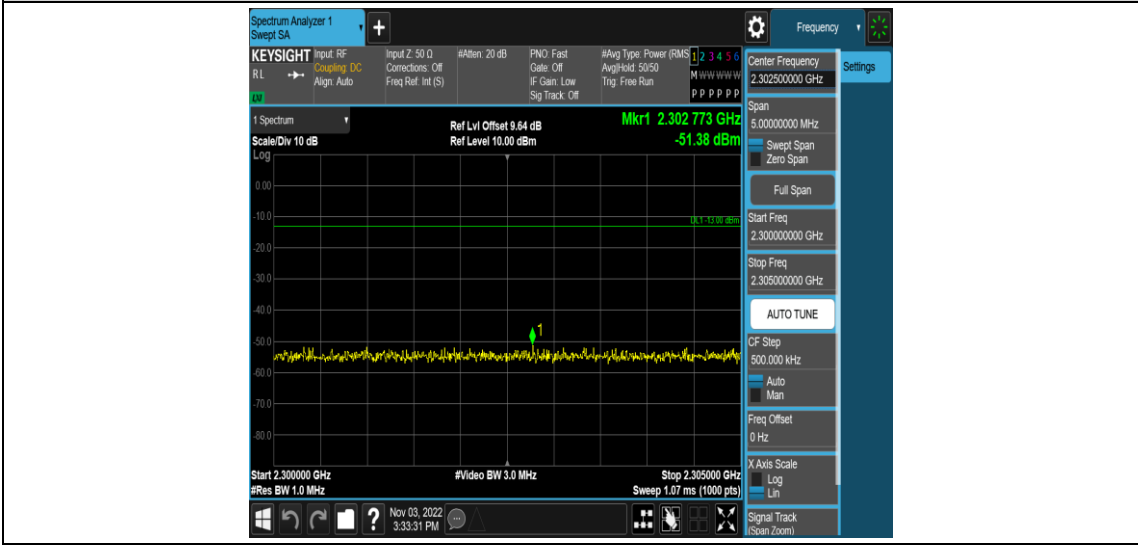 Spectrum Analyzer 1
Swept SA
+
Frequency
KEYSIGHT
RL
LM
Input: RF
Coupling: DC
Align: Auto
Input Z: 50 Ω
Corrections: Off
Freq Ref: Int (S)
#Atten: 20 dB
PNO: Fast
Gate: Off
IF Gain: Low
Sig Track: Off
#Avg Type: Power (RMS
Avg|Hold: 50/50
Trig: Free Run
1 2 3 4 5 6
M W W W W W
P P P P P P
1 Spectrum
Scale/Div 10 dB
Ref Lvl Offset 9.64 dB
Ref Level 10.00 dBm
Mkr1 2.302 773 GHz
-51.38 dBm
Log
0.00
-10.0
DL1 -13.00 dBm
-20.0
-30.0
-40.0
1
-50.0
-60.0
-70.0
-80.0
Start 2.300000 GHz
#Video BW 3.0 MHz
Stop 2.305000 GHz
#Res BW 1.0 MHz
Sweep 1.07 ms (1000 pts)
?
Nov 03, 2022
3:33:31 PM
Center Frequency
2.302500000 GHz
Settings
Span
5.00000000 MHz
Swept Span
Zero Span
Full Span
Start Freq
2.300000000 GHz
Stop Freq
2.305000000 GHz
AUTO TUNE
CF Step
500.000 kHz
Auto
Man
Freq Offset
0 Hz
X Axis Scale
Log
Lin
Signal Track
(Span Zoom)